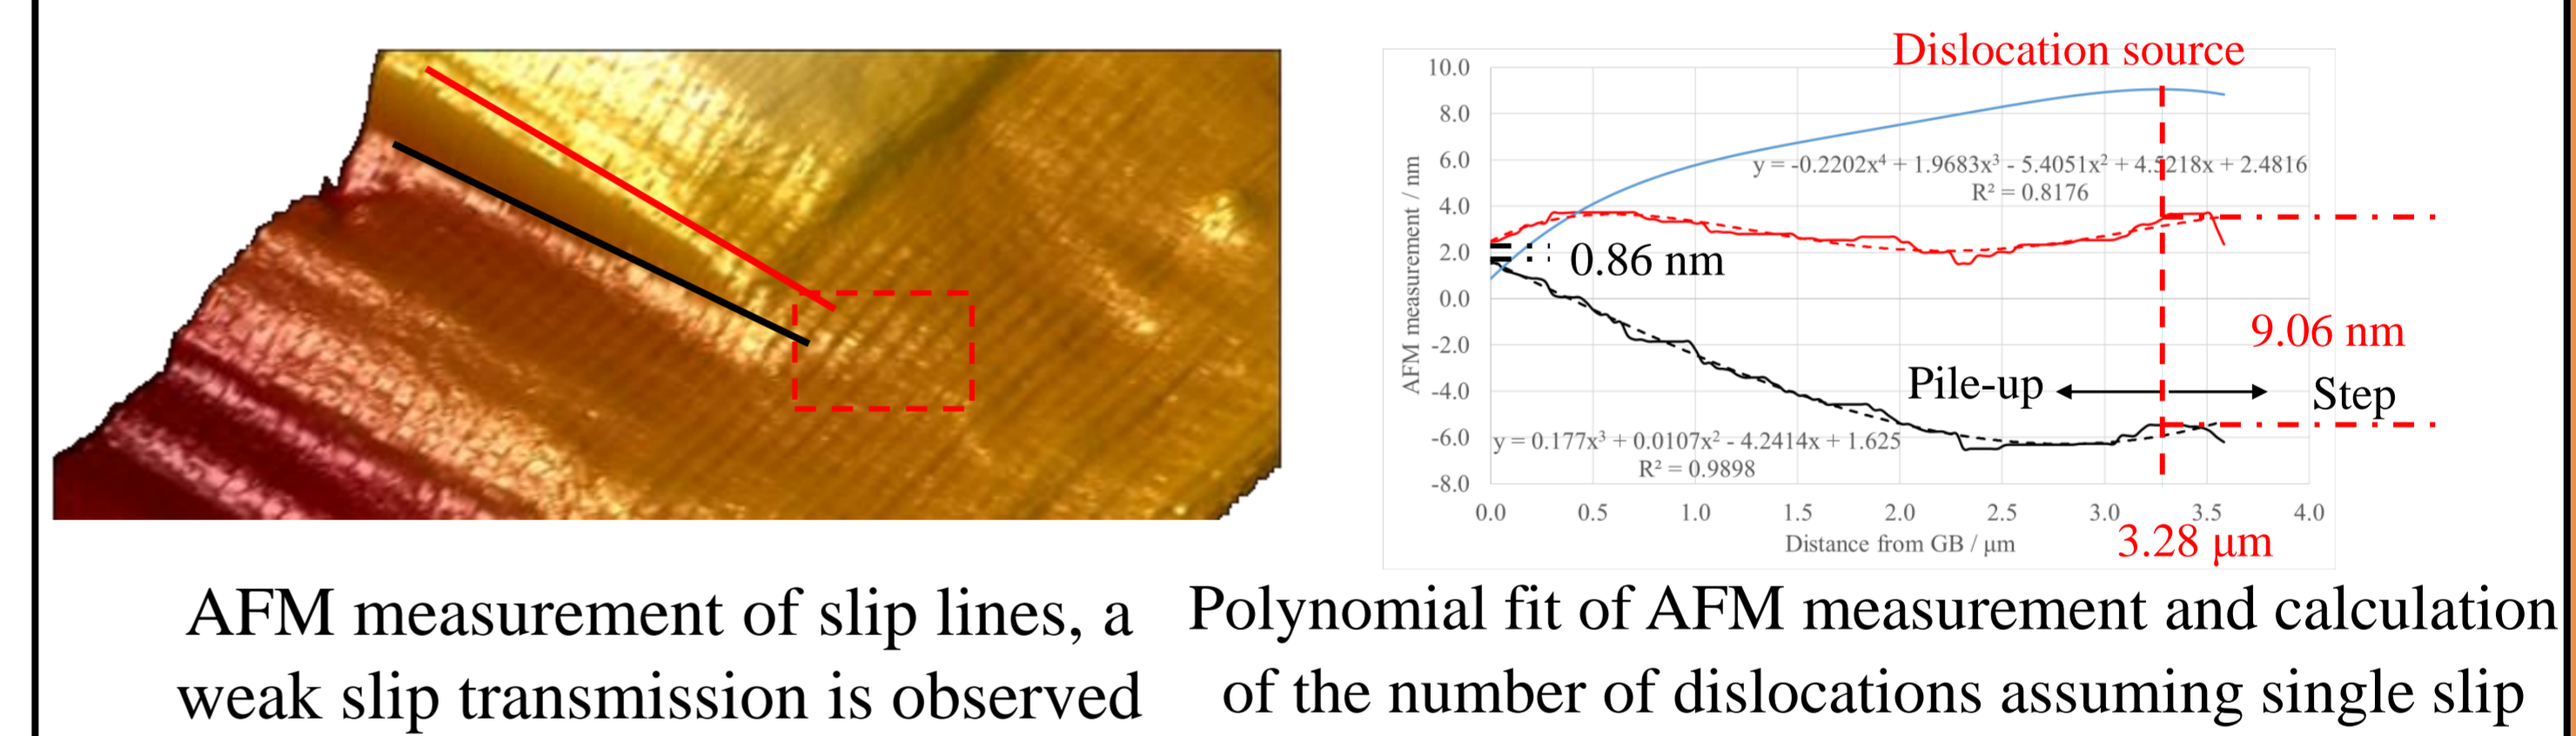 Dislocation source
10.0
8.0
6.0
4.0
2.0
0.0
-2.0
-4.0
-6.0
-8.0
AFM measurement / nm
y = -0.2202x⁴ + 1.9683x³ - 5.4051x² + 4.5218x + 2.4816
R² = 0.8176
0.86 nm
9.06 nm
Pile-up
Step
y = 0.177x³ + 0.0107x² - 4.2414x + 1.625
R² = 0.9898
0.0 0.5 1.0 1.5 2.0 2.5 3.0 3.5 4.0
Distance from GB / μm
3.28 μm
AFM measurement of slip lines, a
weak slip transmission is observed
Polynomial fit of AFM measurement and calculation
of the number of dislocations assuming single slip